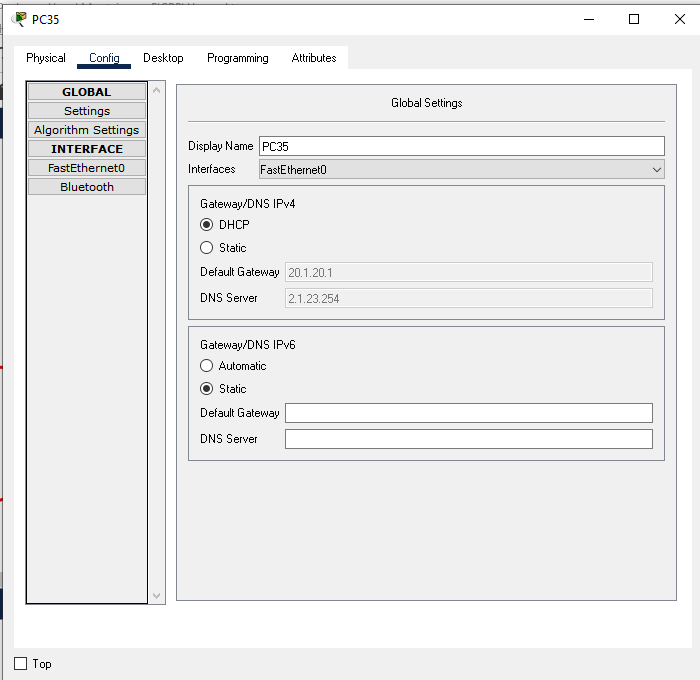 PC35
Physical Config Desktop Programming Attributes
GLOBAL
Settings
Algorithm Settings
INTERFACE
FastEthernet0
Bluetooth
Global Settings
Display Name PC35
Interfaces FastEthernet0
Gateway/DNS IPv4
DHCP
Static
Default Gateway 20.1.20.1
DNS Server 2.1.23.254
Gateway/DNS IPv6
Automatic
Static
Default Gateway
DNS Server
Top